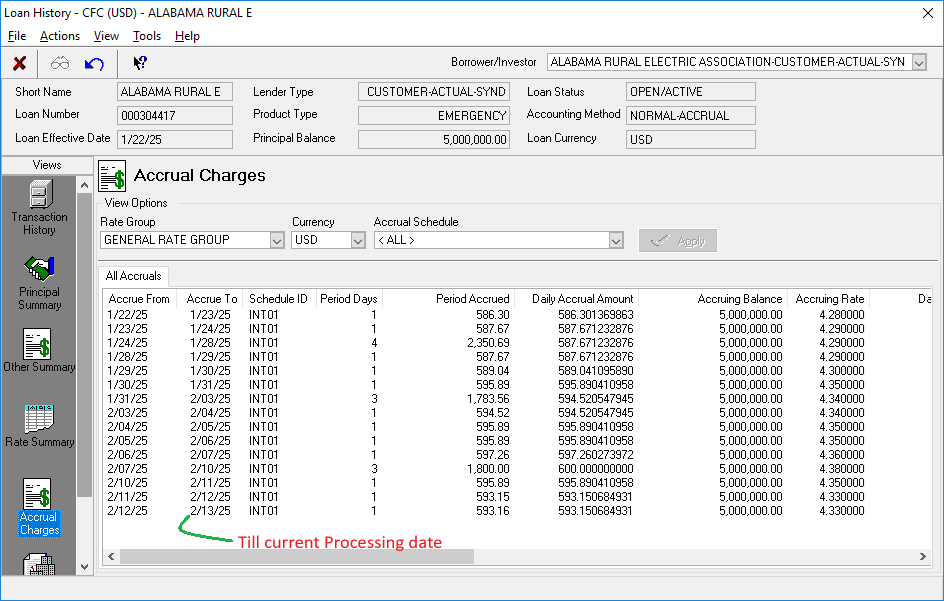 Loan History - CFC (USD) - ALABAMA RURAL E
File Actions View Tools Help
Borrower/Investor ALABAMA RURAL ELECTRIC ASSOCIATION-CUSTOMER-ACTUAL-SYN
Short Name ALABAMA RURAL E Lender Type CUSTOMER-ACTUAL-SYND Loan Status OPEN/ACTIVE
Loan Number 000304417 Product Type EMERGENCY Accounting Method NORMAL-ACCRUAL
Loan Effective Date 1/22/25 Principal Balance 5,000,000.00 Loan Currency USD
Views
Transaction
History
Principal
Summary
Other Summary
Rate Summary
Accrual
Charges
Accrual Charges
View Options
Rate Group Currency Accrual Schedule
GENERAL RATE GROUP USD < ALL > Apply
All Accruals
Accrue From Accrue To Schedule ID Period Days Period Accrued Daily Accrual Amount Accruing Balance Accruing Rate Da
1/22/25 1/23/25 INT01 1 586.30 586.301369863 5,000,000.00 4.280000
1/23/25 1/24/25 INT01 1 587.67 587.671232876 5,000,000.00 4.290000
1/24/25 1/28/25 INT01 4 2,350.69 587.671232876 5,000,000.00 4.290000
1/28/25 1/29/25 INT01 1 587.67 587.671232876 5,000,000.00 4.290000
1/29/25 1/30/25 INT01 1 589.04 589.041095890 5,000,000.00 4.300000
1/30/25 1/31/25 INT01 1 595.89 595.890410958 5,000,000.00 4.350000
1/31/25 2/03/25 INT01 3 1,783.56 594.520547945 5,000,000.00 4.340000
2/03/25 2/04/25 INT01 1 594.52 594.520547945 5,000,000.00 4.340000
2/04/25 2/05/25 INT01 1 595.89 595.890410958 5,000,000.00 4.350000
2/05/25 2/06/25 INT01 1 595.89 595.890410958 5,000,000.00 4.350000
2/06/25 2/07/25 INT01 1 597.26 597.260273972 5,000,000.00 4.360000
2/07/25 2/10/25 INT01 3 1,800.00 600.000000000 5,000,000.00 4.380000
2/10/25 2/11/25 INT01 1 595.89 595.890410958 5,000,000.00 4.350000
2/11/25 2/12/25 INT01 1 593.15 593.150684931 5,000,000.00 4.330000
2/12/25 2/13/25 INT01 1 593.16 593.150684931 5,000,000.00 4.330000
Till current Processing date